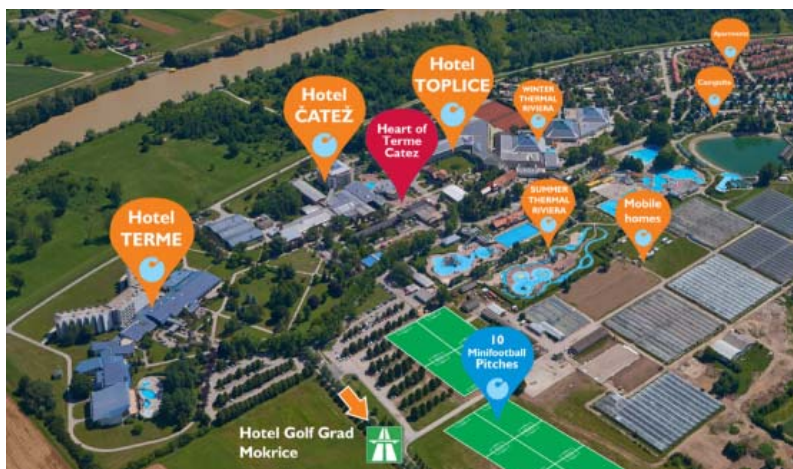 Hotel
TOPLICE
Apartments
Hotel
ČATEŽ
WINTER
THERMAL
RIVIERA
Campsite
Heart of
Terme
Catez
SUMMER
THERMAL
RIVIERA
Mobile
homes
Hotel
TERME
10
Minifootball
Pitches
Hotel Golf Grad
Mokrice